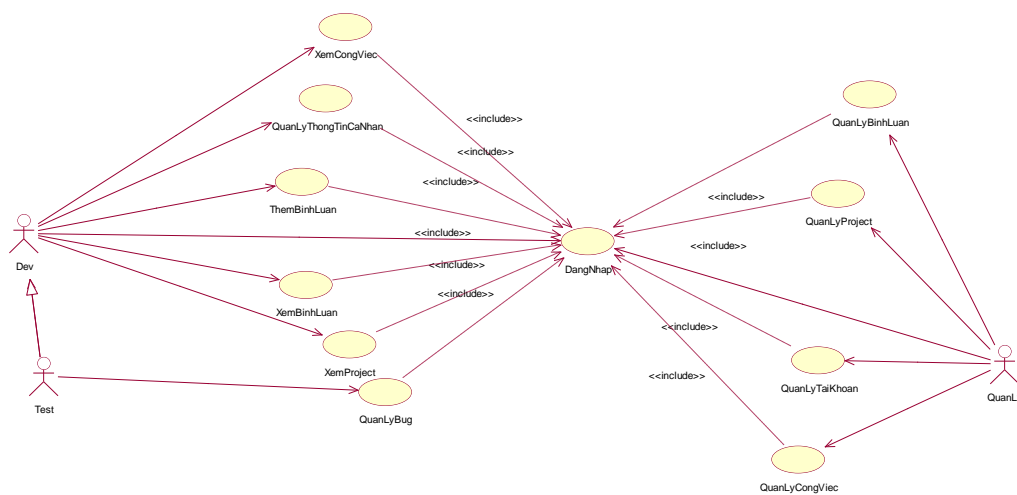 XemCongViec
QuanLyThongTinCaNhan
<<include>>
QuanLyBinhLuan
<<include>>
<<include>>
<<include>>
ThemBinhLuan
QuanLyProject
<<include>>
<<include>>
Dev
<<include>>
DangNhap
XemBinhLuan
<<include>>
<<include>>
XemProject
<<include>>
QuanLyTaiKhoan
QuanL
Test
QuanLyBug
QuanLyCongViec